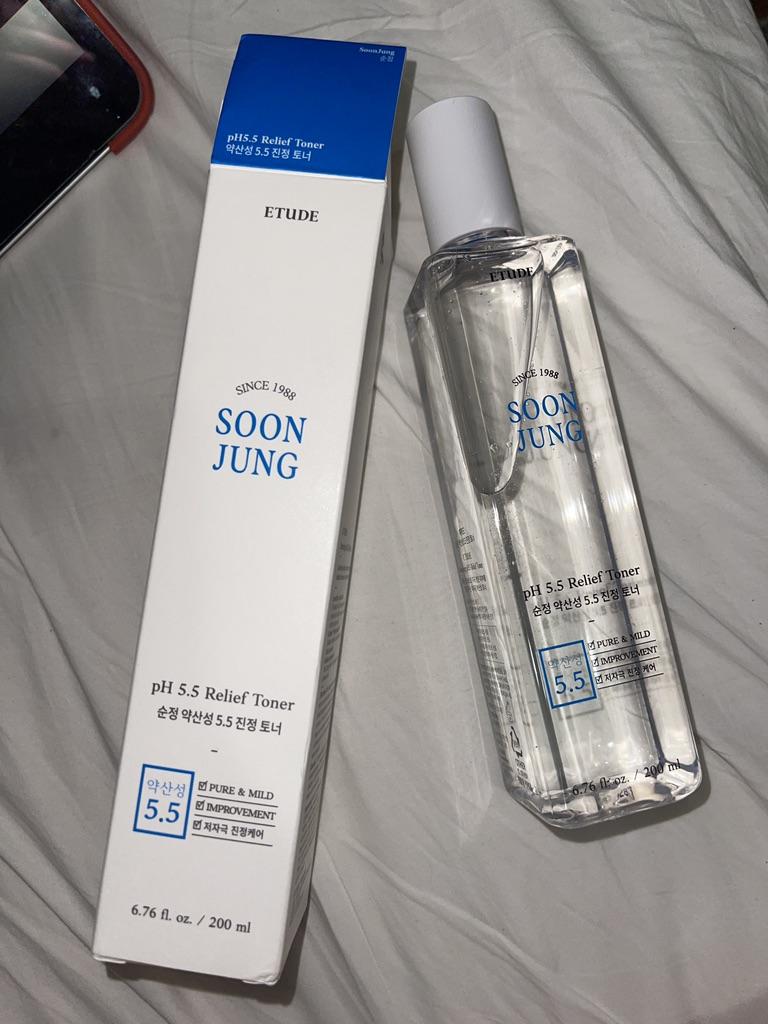 SoonJung
순정
pH5.5 Relief Toner
약산성 5.5 진정 토너
ETUDE
SINCE 1988
SOON
JUNG
pH 5.5 Relief Toner
순정 약산성 5.5 진정 토너
-
약산성
5.5
☑ PURE & MILD
☑ IMPROVEMENT
☑ 저자극 진정케어
6.76 fl. oz. / 200 ml
ETUDE
SINCE 1988
SOON
JUNG
pH 5.5 Relief Toner
순정 약산성 5.5 진정 토너
-
약산성
5.5
☑ PURE & MILD
☑ IMPROVEMENT
☑ 저자극 진정 케어
6.76 fl. oz. / 200 ml